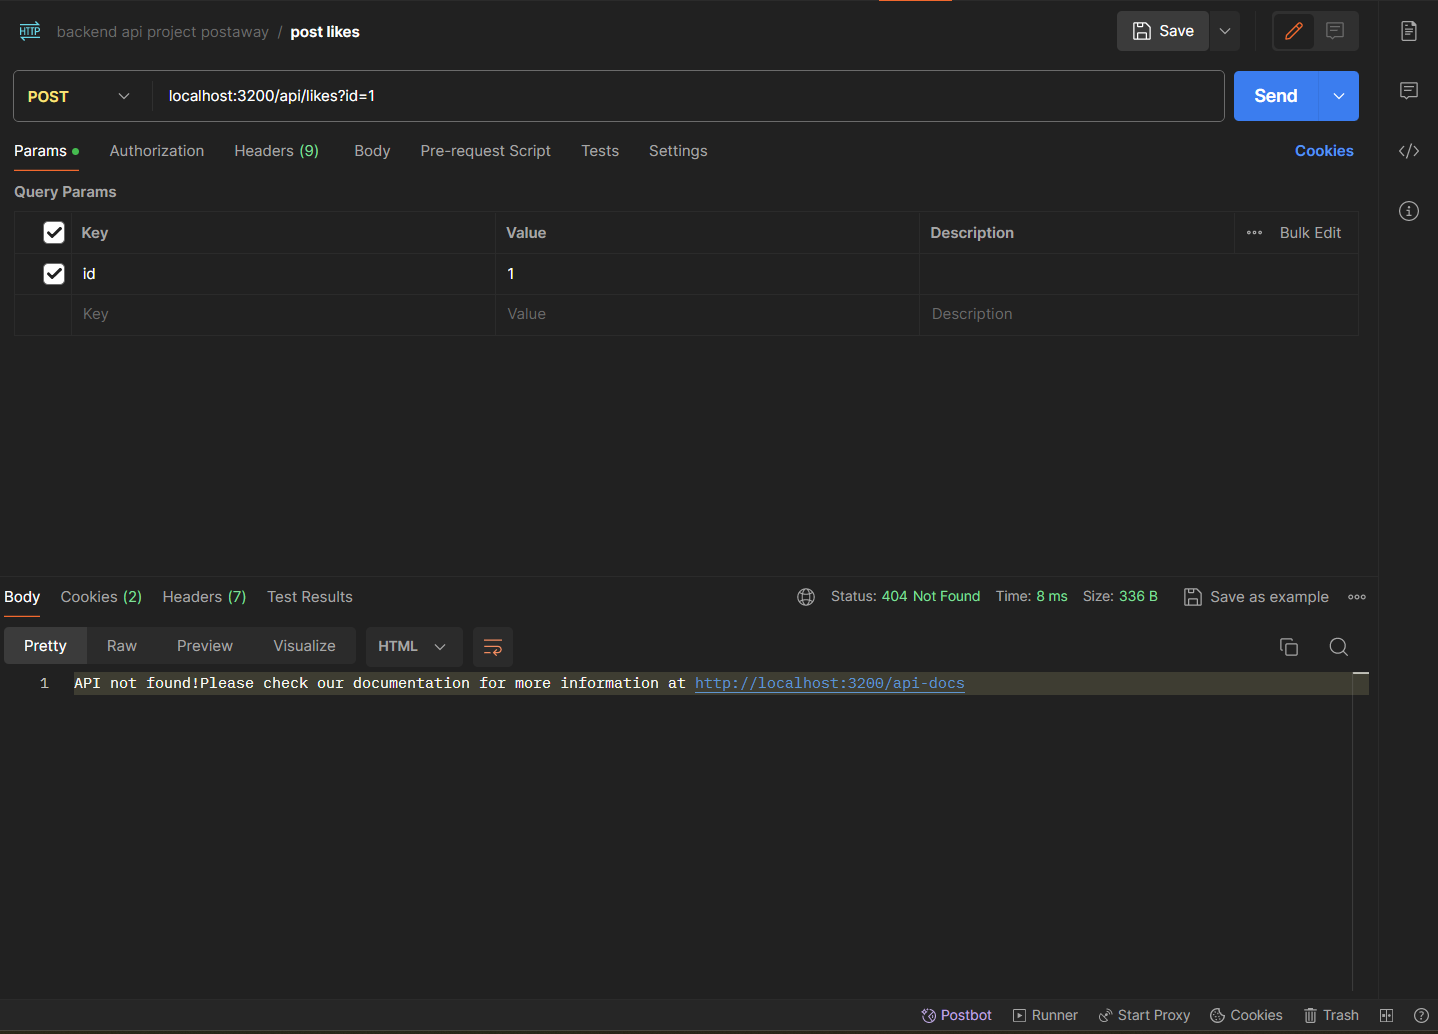 HTTP backend api project postaway / post likes
Save
POST localhost:3200/api/likes?id=1 Send
Params Authorization Headers (9) Body Pre-request Script Tests Settings Cookies
Query Params
Key Value Description Bulk Edit
id 1
Key Value Description
Body Cookies (2) Headers (7) Test Results Status: 404 Not Found Time: 8 ms Size: 336 B Save as example
Pretty Raw Preview Visualize HTML
1 API not found!Please check our documentation for more information at http://localhost:3200/api-docs
Postbot Runner Start Proxy Cookies Trash